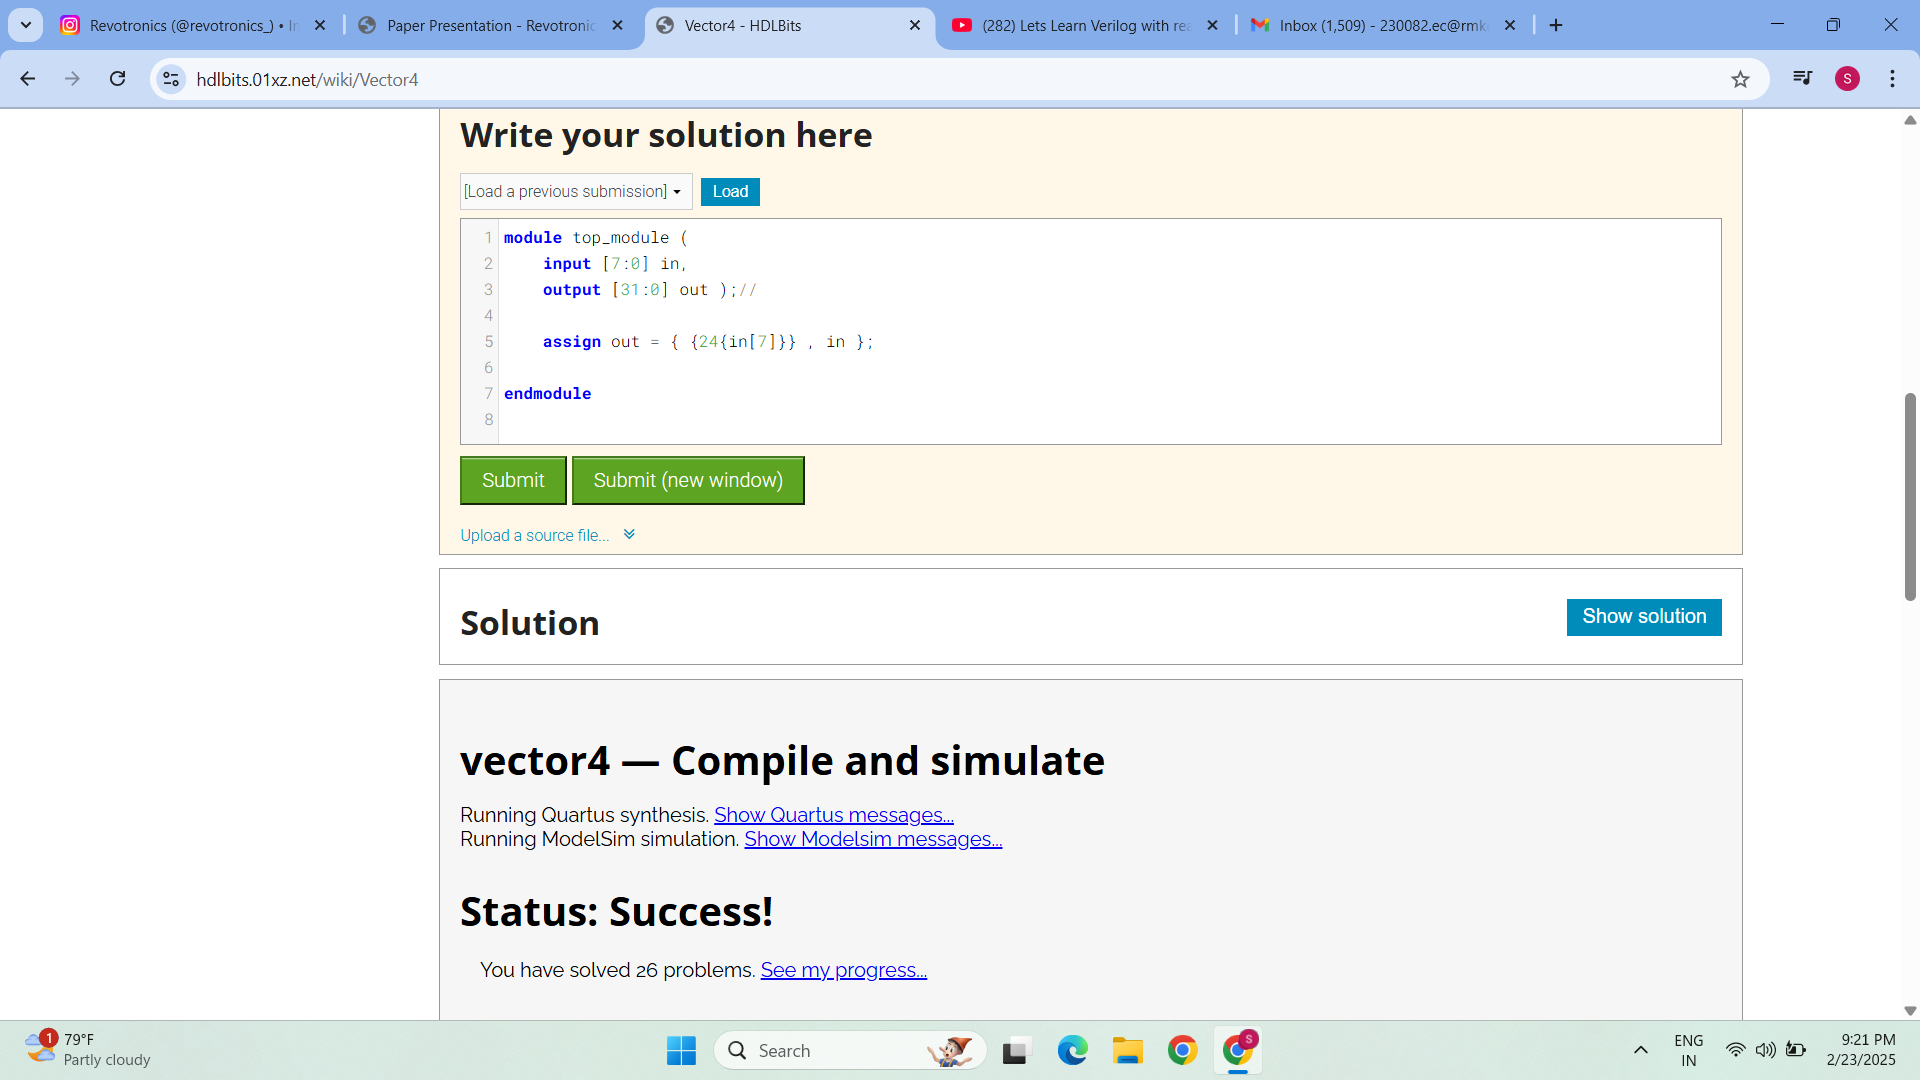 Revotronics (@revotronics_) • In
Paper Presentation - Revotronic
Vector4 - HDLBits
(282) Lets Learn Verilog with rea
Inbox (1,509) - 230082.ec@rmk
hdlbits.01xz.net/wiki/Vector4
S
Write your solution here
[Load a previous submission]
Load
1 module top_module (
2 input [7:0] in,
3 output [31:0] out );//
4
5 assign out = { {24{in[7]}} , in };
6
7 endmodule
8
Submit
Submit (new window)
Upload a source file...
Solution
Show solution
vector4 — Compile and simulate
Running Quartus synthesis. Show Quartus messages...
Running ModelSim simulation. Show Modelsim messages...
Status: Success!
You have solved 26 problems. See my progress...
1
79°F
Partly cloudy
Search
S
ENG
IN
9:21 PM
2/23/2025